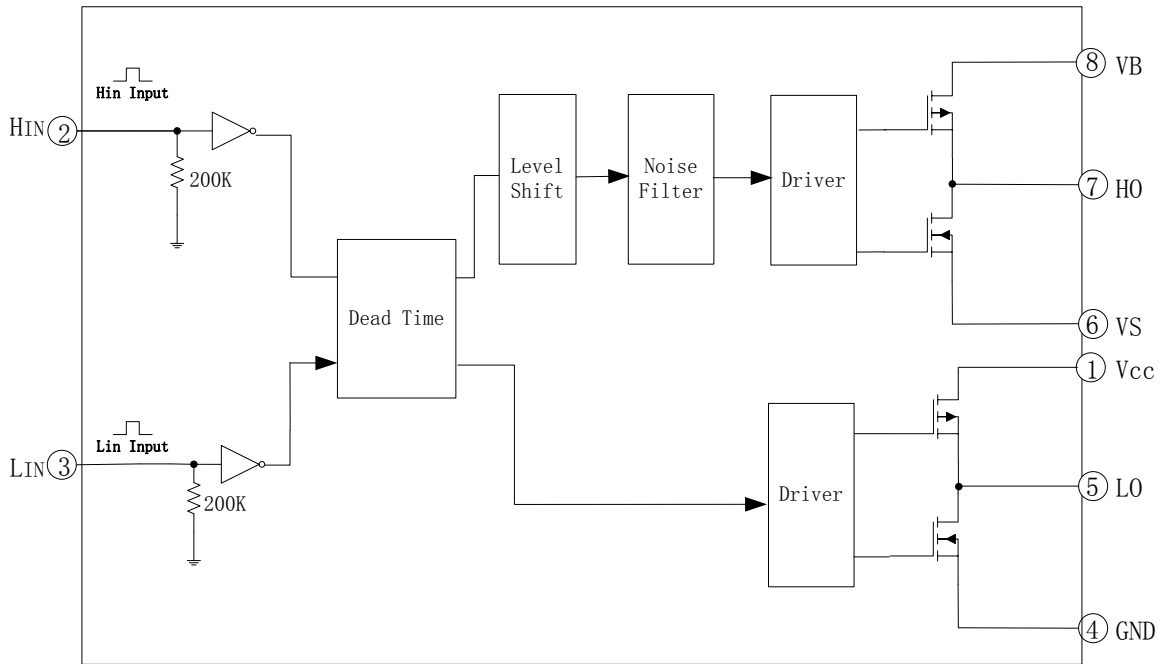 Hin Input
HIN ②
200K
Level
Shift
Noise
Filter
Driver
⑧ VB
⑦ HO
⑥ VS
Dead Time
① Vcc
Lin Input
LIN ③
200K
Driver
⑤ LO
④ GND